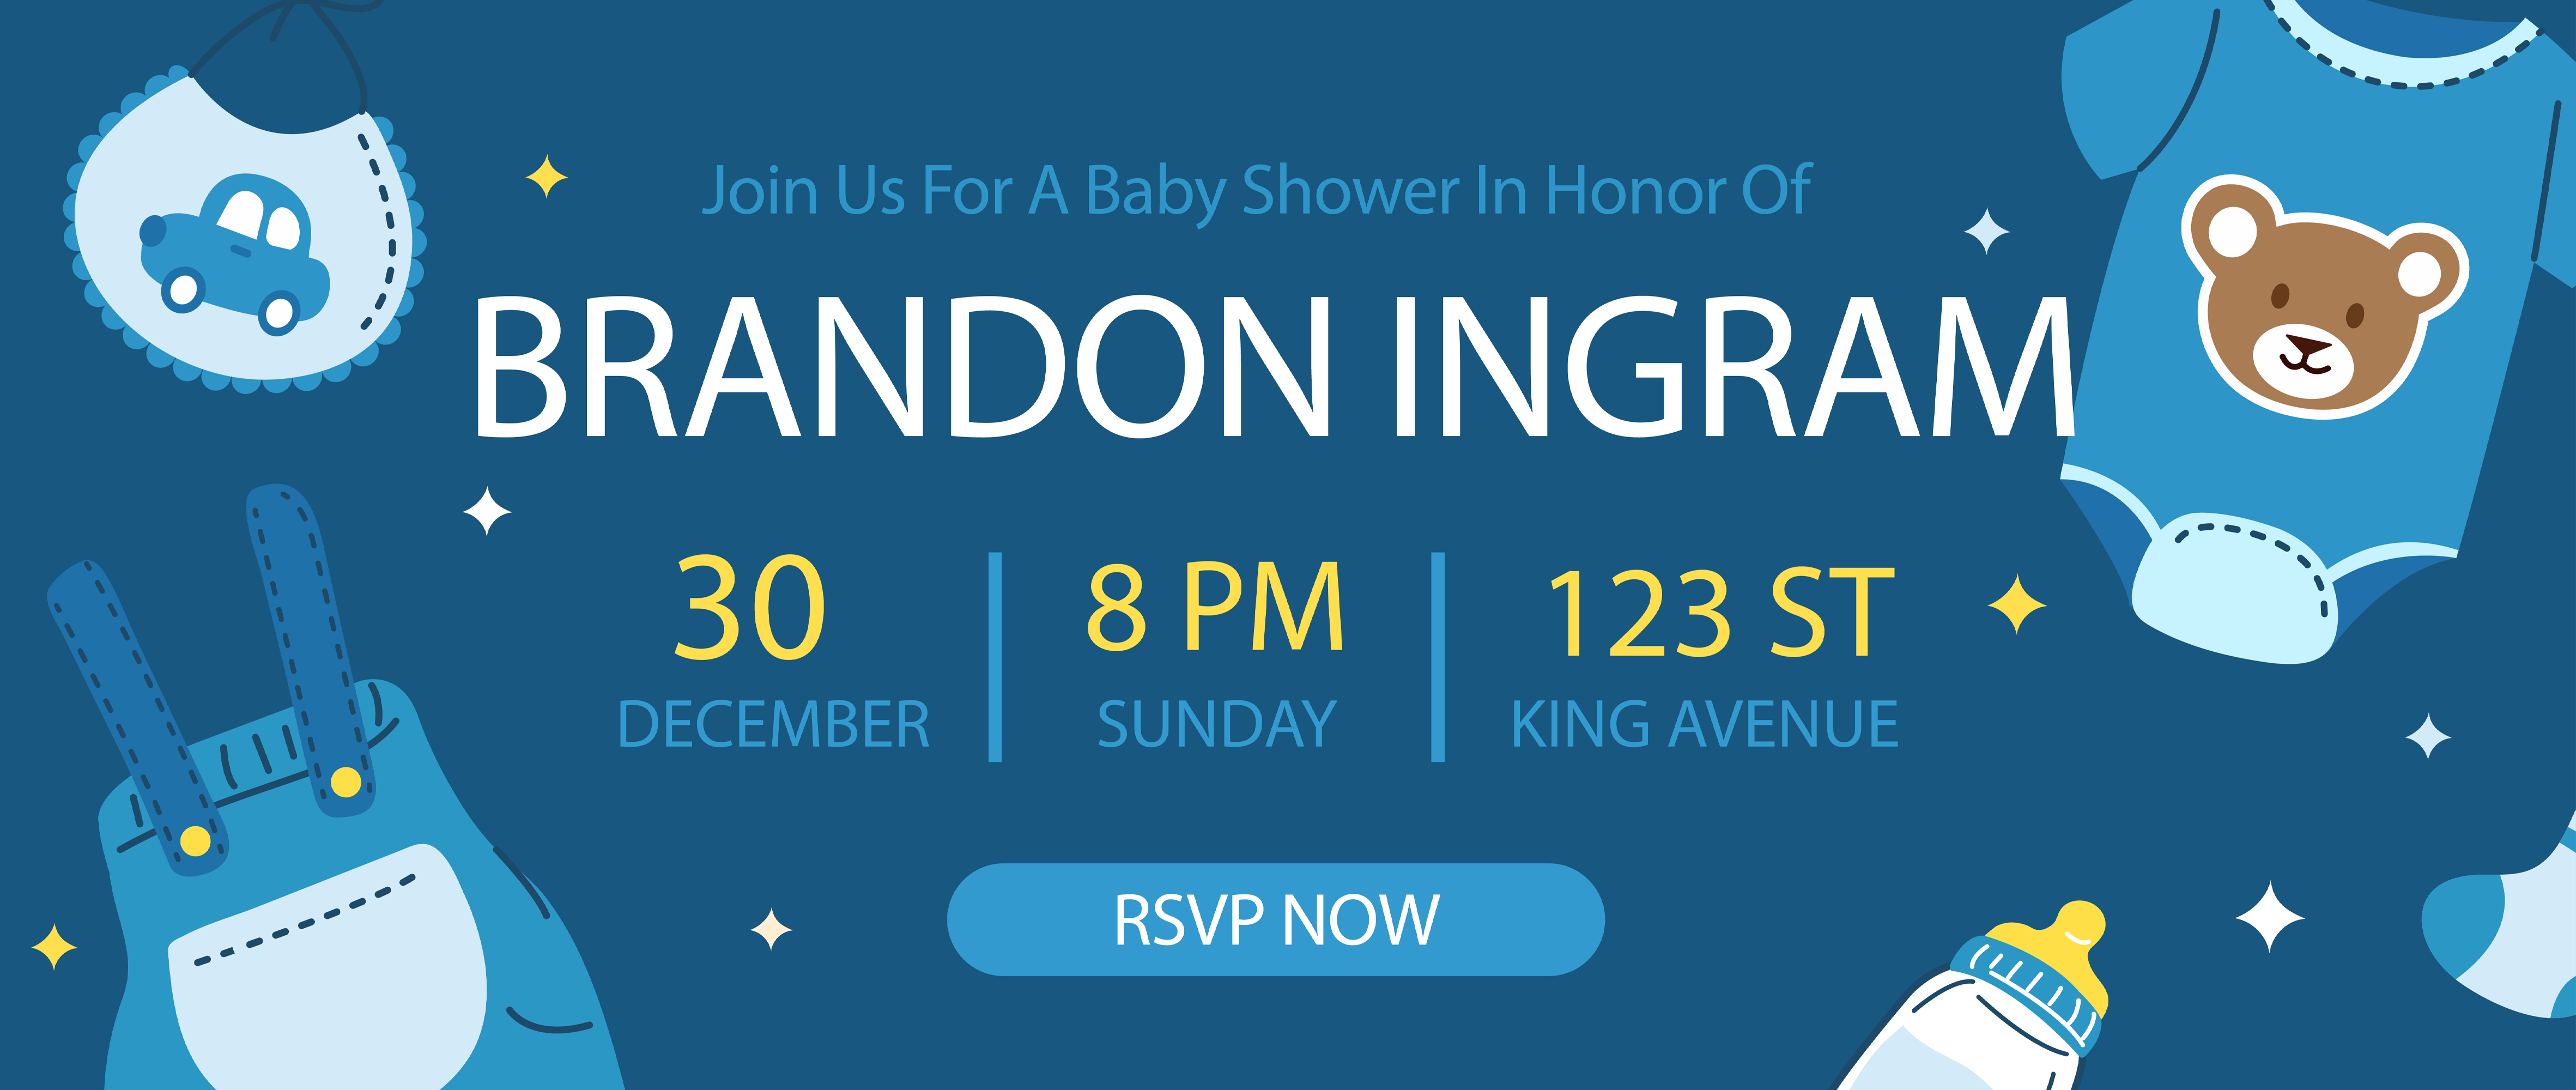 Join Us For A Baby Shower In Honor Of
BRANDON INGRAM
30
DECEMBER
8 PM
SUNDAY
123 ST
KING AVENUE
RSVP NOW